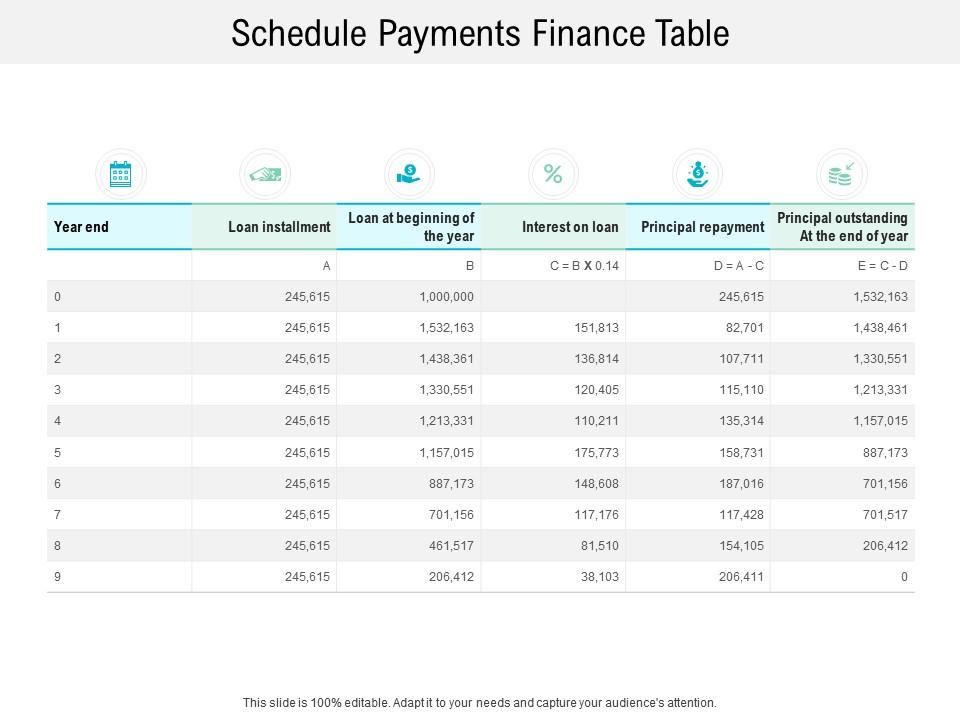 Schedule Payments Finance Table
Year end Loan installment Loan at beginning of the year Interest on loan Principal repayment Principal outstanding At the end of year
A B C = B X 0.14 D = A - C E = C - D
0 245,615 1,000,000 245,615 1,532,163
1 245,615 1,532,163 151,813 82,701 1,438,461
2 245,615 1,438,361 136,814 107,711 1,330,551
3 245,615 1,330,551 120,405 115,110 1,213,331
4 245,615 1,213,331 110,211 135,314 1,157,015
5 245,615 1,157,015 175,773 158,731 887,173
6 245,615 887,173 148,608 187,016 701,156
7 245,615 701,156 117,176 117,428 701,517
8 245,615 461,517 81,510 154,105 206,412
9 245,615 206,412 38,103 206,411 0
This slide is 100% editable. Adapt it to your needs and capture your audience's attention.